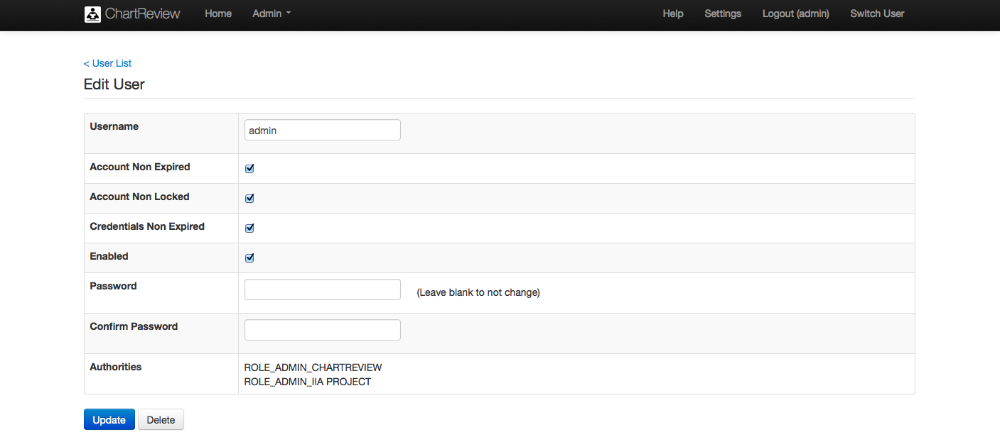 ChartReview Home Admin Help Settings Logout (admin) Switch User
< User List
Edit User
Username admin
Account Non Expired
Account Non Locked
Credentials Non Expired
Enabled
Password (Leave blank to not change)
Confirm Password
Authorities ROLE_ADMIN_CHARTREVIEW
ROLE_ADMIN_IIA PROJECT
Update Delete